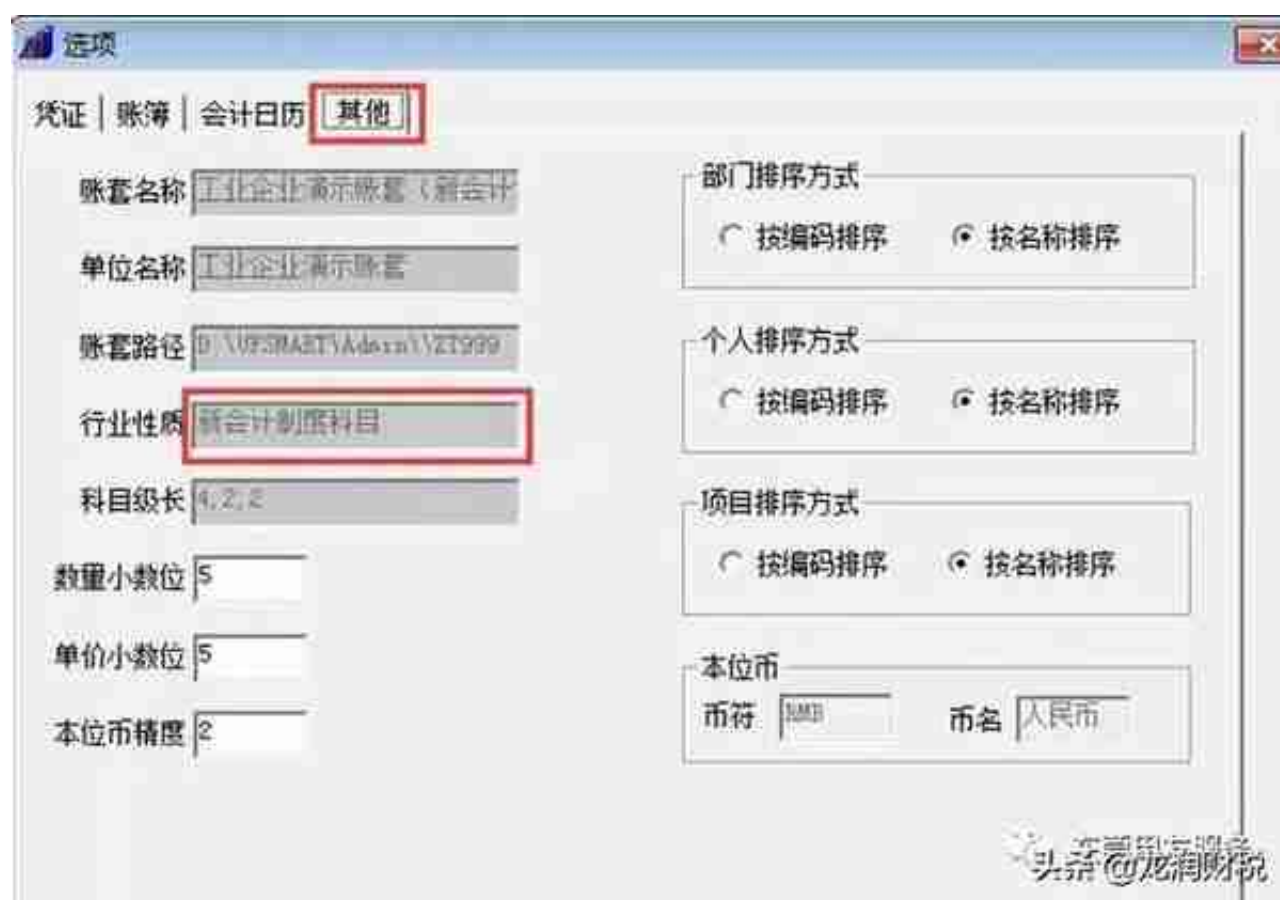 选项
凭证 账簿 会计日历 其他
账套名称 工业企业演示账套（新会计
单位名称 工业企业演示账套
账套路径 D:\UFSMART\Admin\\ZT999
行业性质 新会计制度科目
科目级长 4,2,2
数量小数位 5
单价小数位 5
本位币精度 2
部门排序方式
按编码排序 按名称排序
个人排序方式
按编码排序 按名称排序
项目排序方式
按编码排序 按名称排序
本位币
币符 RMB 币名 人民币
头条 @龙润财税